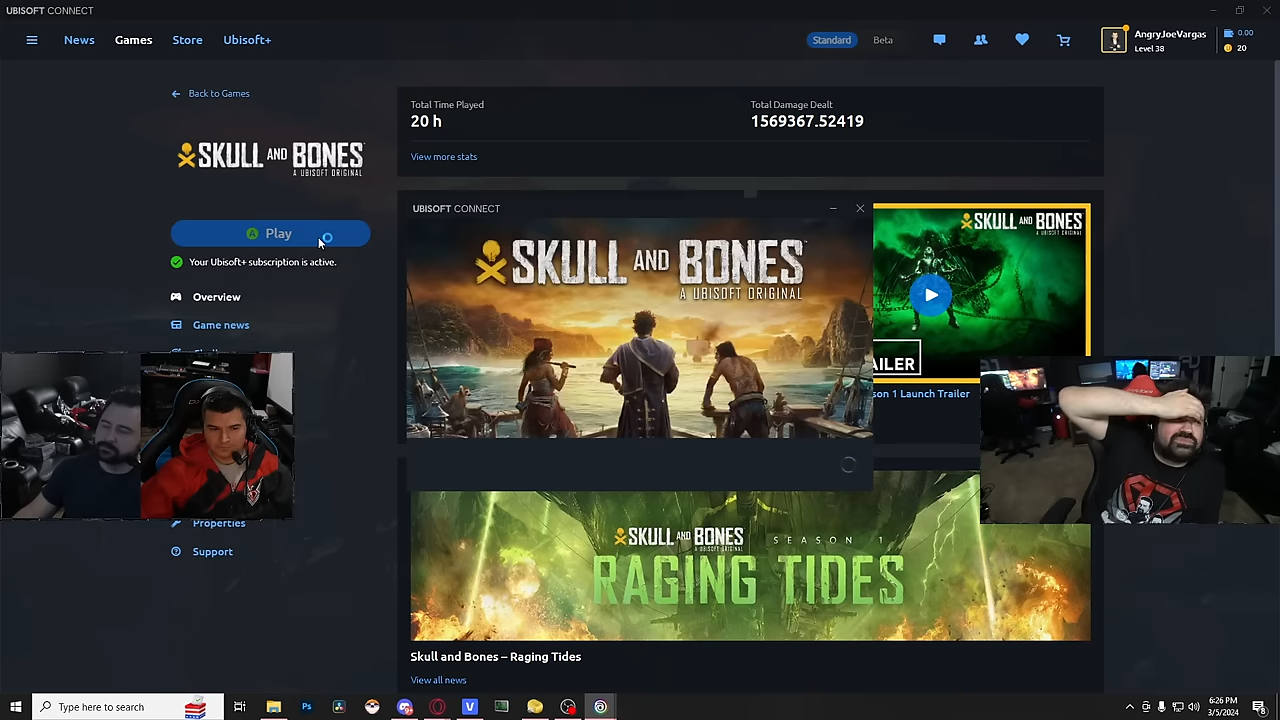 UBISOFT CONNECT
News
Games
Store
Ubisoft+
Standard
Beta
AngryJoeVargas
Level 38
0.00
20
Back to Games
Total Time Played
20 h
Total Damage Dealt
1569367.52419
View more stats
SKULL AND BONES
A UBISOFT ORIGINAL
A Play
Your Ubisoft+ subscription is active.
Overview
Game news
UBISOFT CONNECT
SKULL AND BONES
A UBISOFT ORIGINAL
SKULL AND BONES
A UBISOFT ORIGINAL
AILER
son 1 Launch Trailer
Properties
Support
SKULL AND BONES
A UBISOFT ORIGINAL
SEASON 1
RAGING TIDES
Skull and Bones – Raging Tides
View all news
Type here to search
Ps
V
6:26 PM
3/5/2024